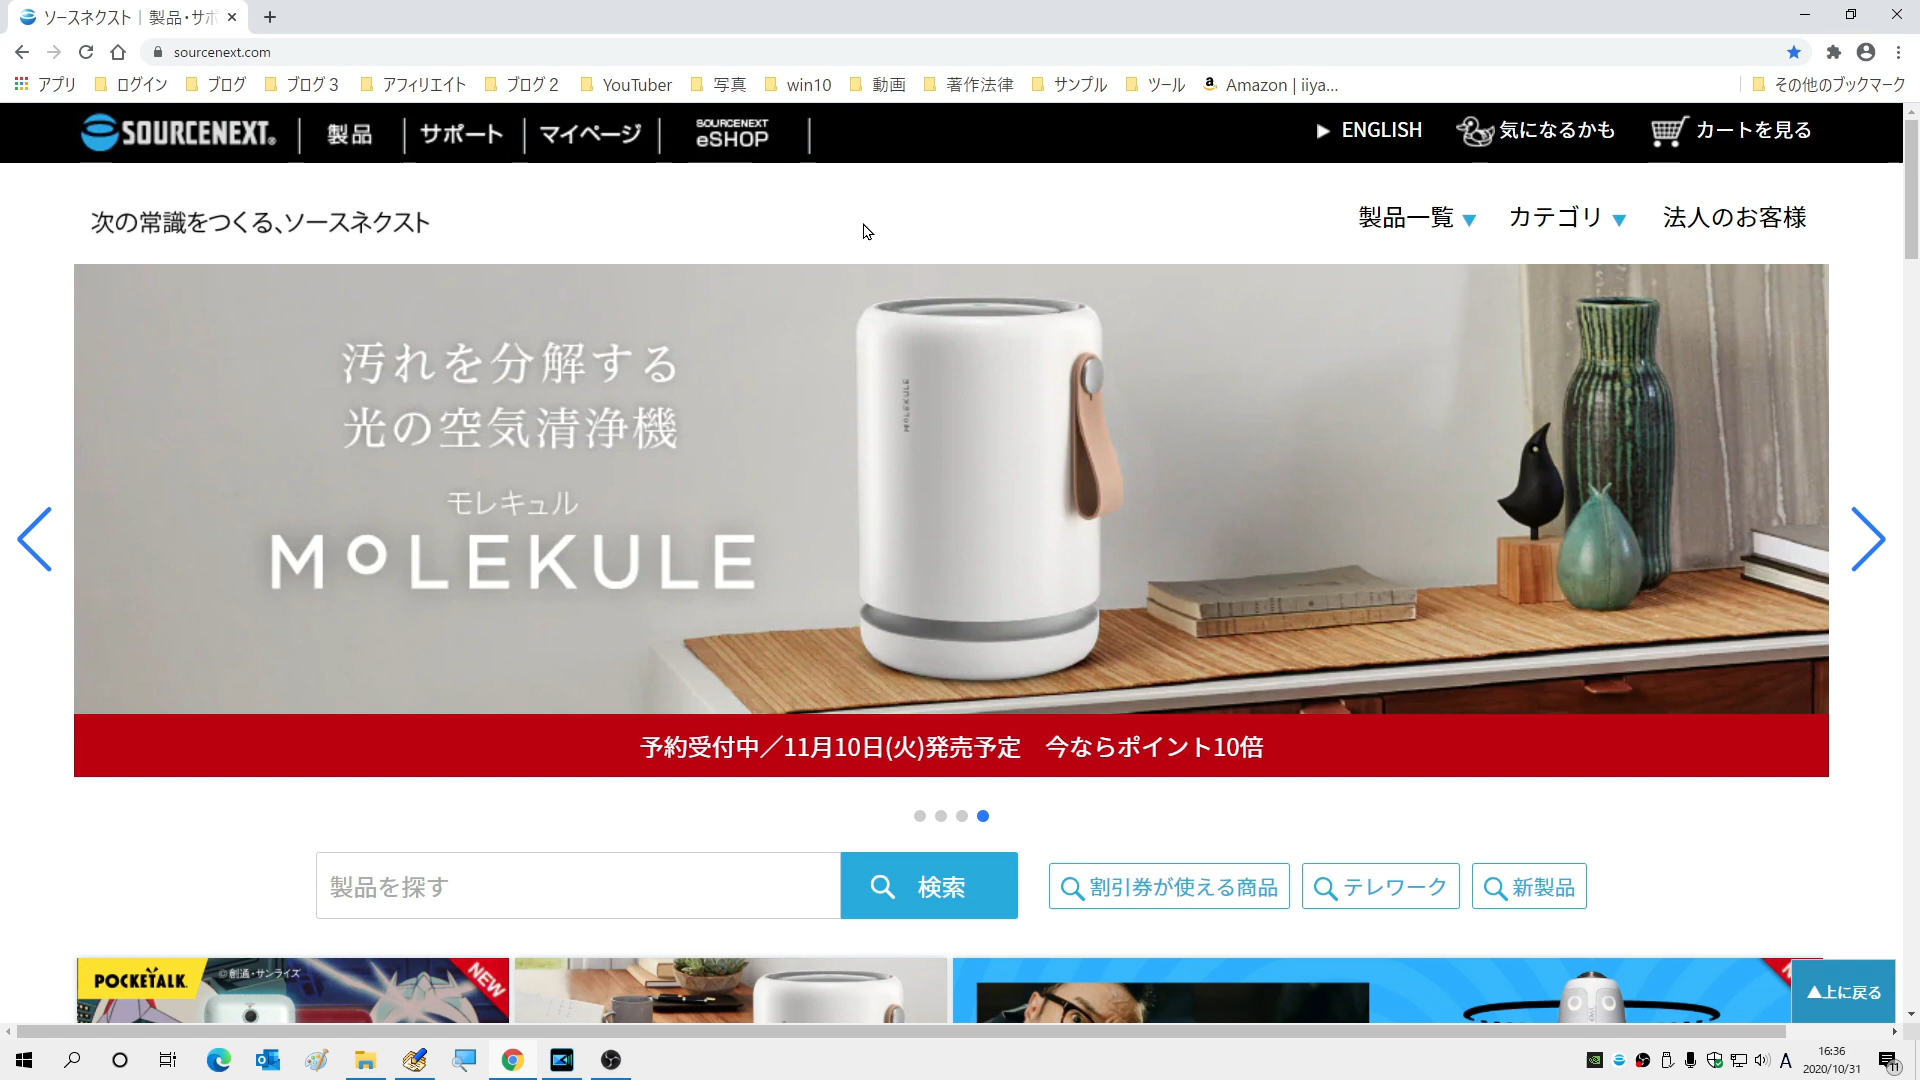 ソースネクスト｜製品・サポ
sourcenext.com
アプリ ログイン ブログ ブログ３ アフィリエイト ブログ２ YouTuber 写真 win10 動画 著作法律 サンプル ツール Amazon | iiya... その他のブックマーク
SOURCENEXT® 製品 サポート マイページ SOURCENEXT eSHOP ▶ ENGLISH 気になるかも カートを見る
次の常識をつくる、ソースネクスト
製品一覧 ▼ カテゴリ ▼ 法人のお客様
汚れを分解する
光の空気清浄機
モレキュル
MOLEKULE
MOLEKULE
予約受付中／11月10日(火)発売予定　今ならポイント10倍
製品を探す 検索 割引券が使える商品 テレワーク 新製品
POCKETALK ©創通・サンライズ NEW
▲上に戻る
A 16:36
2020/10/31
11